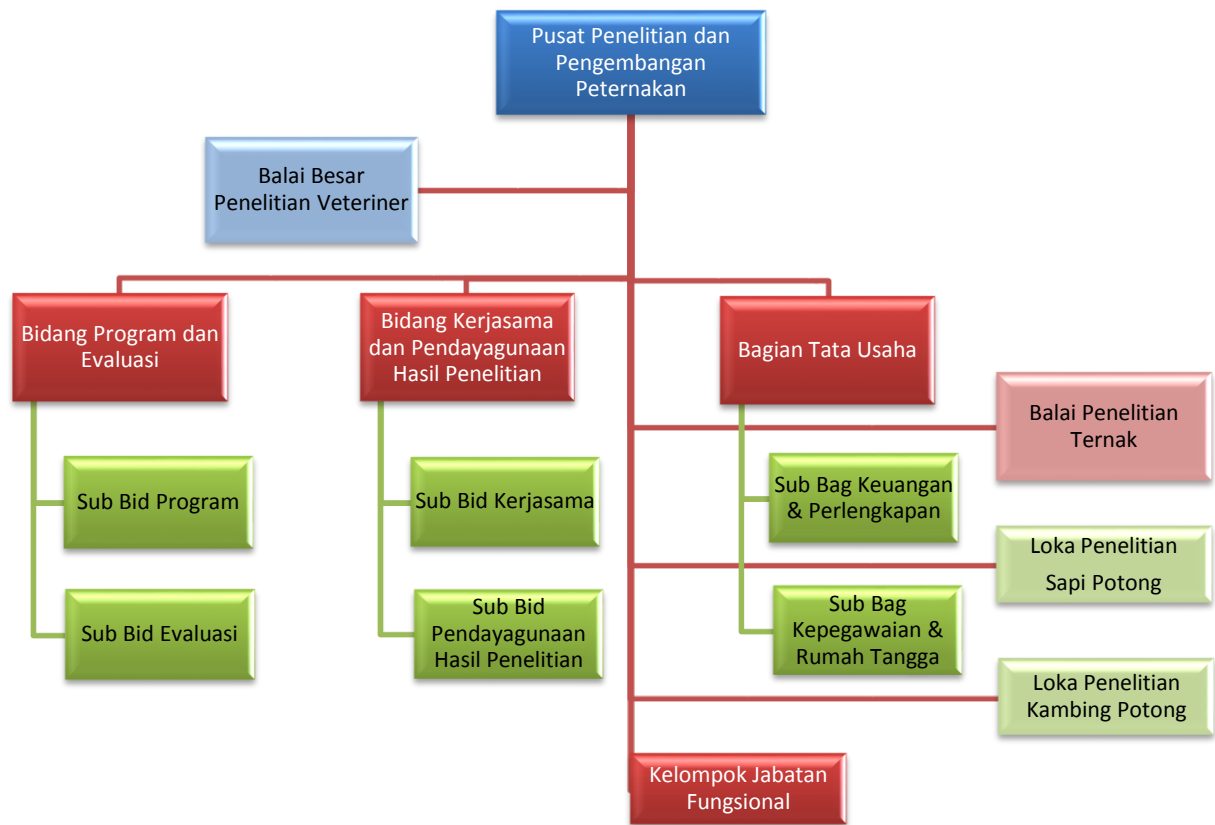 Pusat Penelitian dan
Pengembangan
Peternakan
Balai Besar
Penelitian Veteriner
Bidang Program dan
Evaluasi
Bidang Kerjasama
dan Pendayagunaan
Hasil Penelitian
Bagian Tata Usaha
Balai Penelitian
Ternak
Sub Bid Program
Sub Bid Kerjasama
Sub Bag Keuangan
& Perlengkapan
Loka Penelitian
Sapi Potong
Sub Bid Evaluasi
Sub Bid
Pendayagunaan
Hasil Penelitian
Sub Bag
Kepegawaian &
Rumah Tangga
Loka Penelitian
Kambing Potong
Kelompok Jabatan
Fungsional